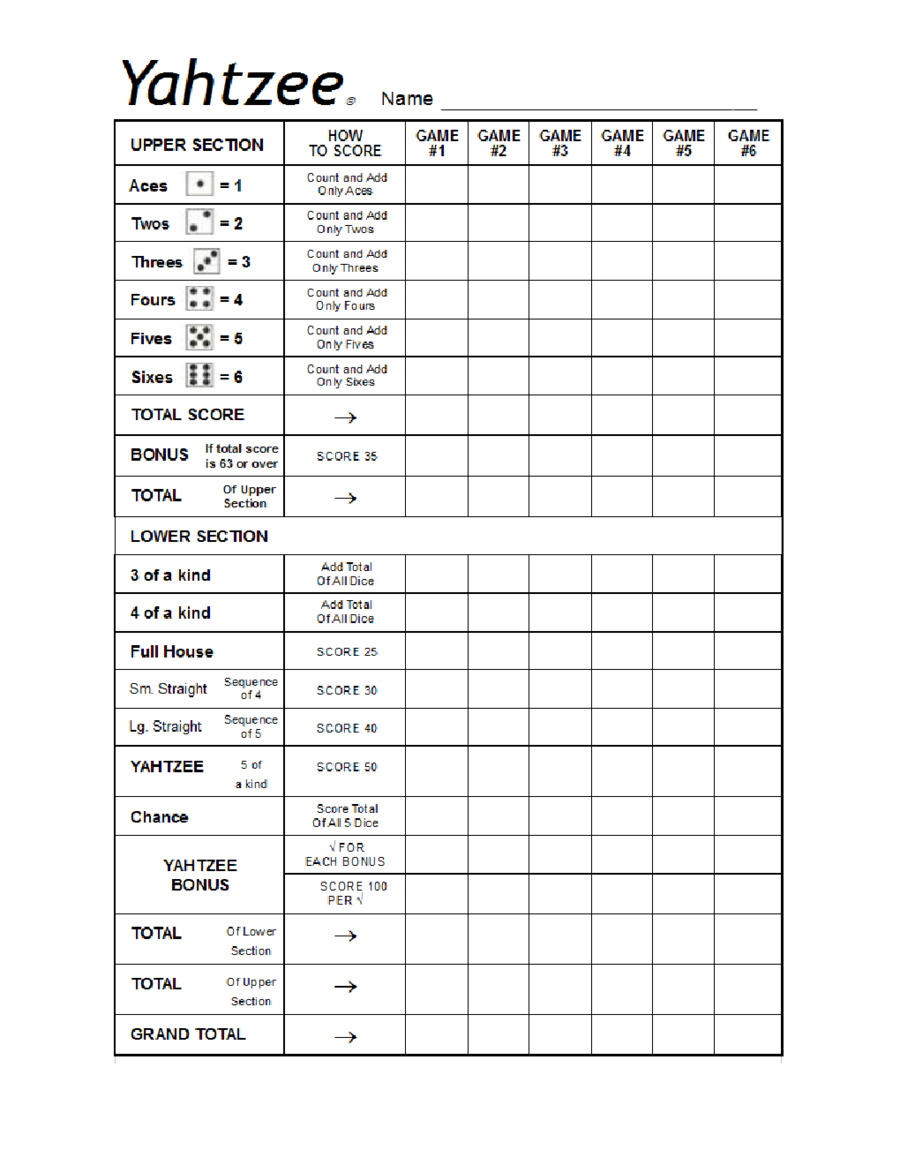 Yahtzee® Name
UPPER SECTION
HOW
TO SCORE
GAME
#1
GAME
#2
GAME
#3
GAME
#4
GAME
#5
GAME
#6
Aces = 1
Count and Add
Only Aces
Twos = 2
Count and Add
Only Twos
Threes = 3
Count and Add
Only Threes
Fours = 4
Count and Add
Only Fours
Fives = 5
Count and Add
Only Fives
Sixes = 6
Count and Add
Only Sixes
TOTAL SCORE →
BONUS
If total score
is 63 or over
SCORE 35
TOTAL
Of Upper
Section
→
LOWER SECTION
3 of a kind
Add Total
Of All Dice
4 of a kind
Add Total
Of All Dice
Full House
SCORE 25
Sm. Straight
Sequence
of 4
SCORE 30
Lg. Straight
Sequence
of 5
SCORE 40
YAHTZEE
5 of
a kind
SCORE 50
Chance
Score Total
Of All 5 Dice
YAHTZEE
BONUS
√ FOR
EACH BONUS
SCORE 100
PER √
TOTAL
Of Lower
Section
→
TOTAL
Of Upper
Section
→
GRAND TOTAL →